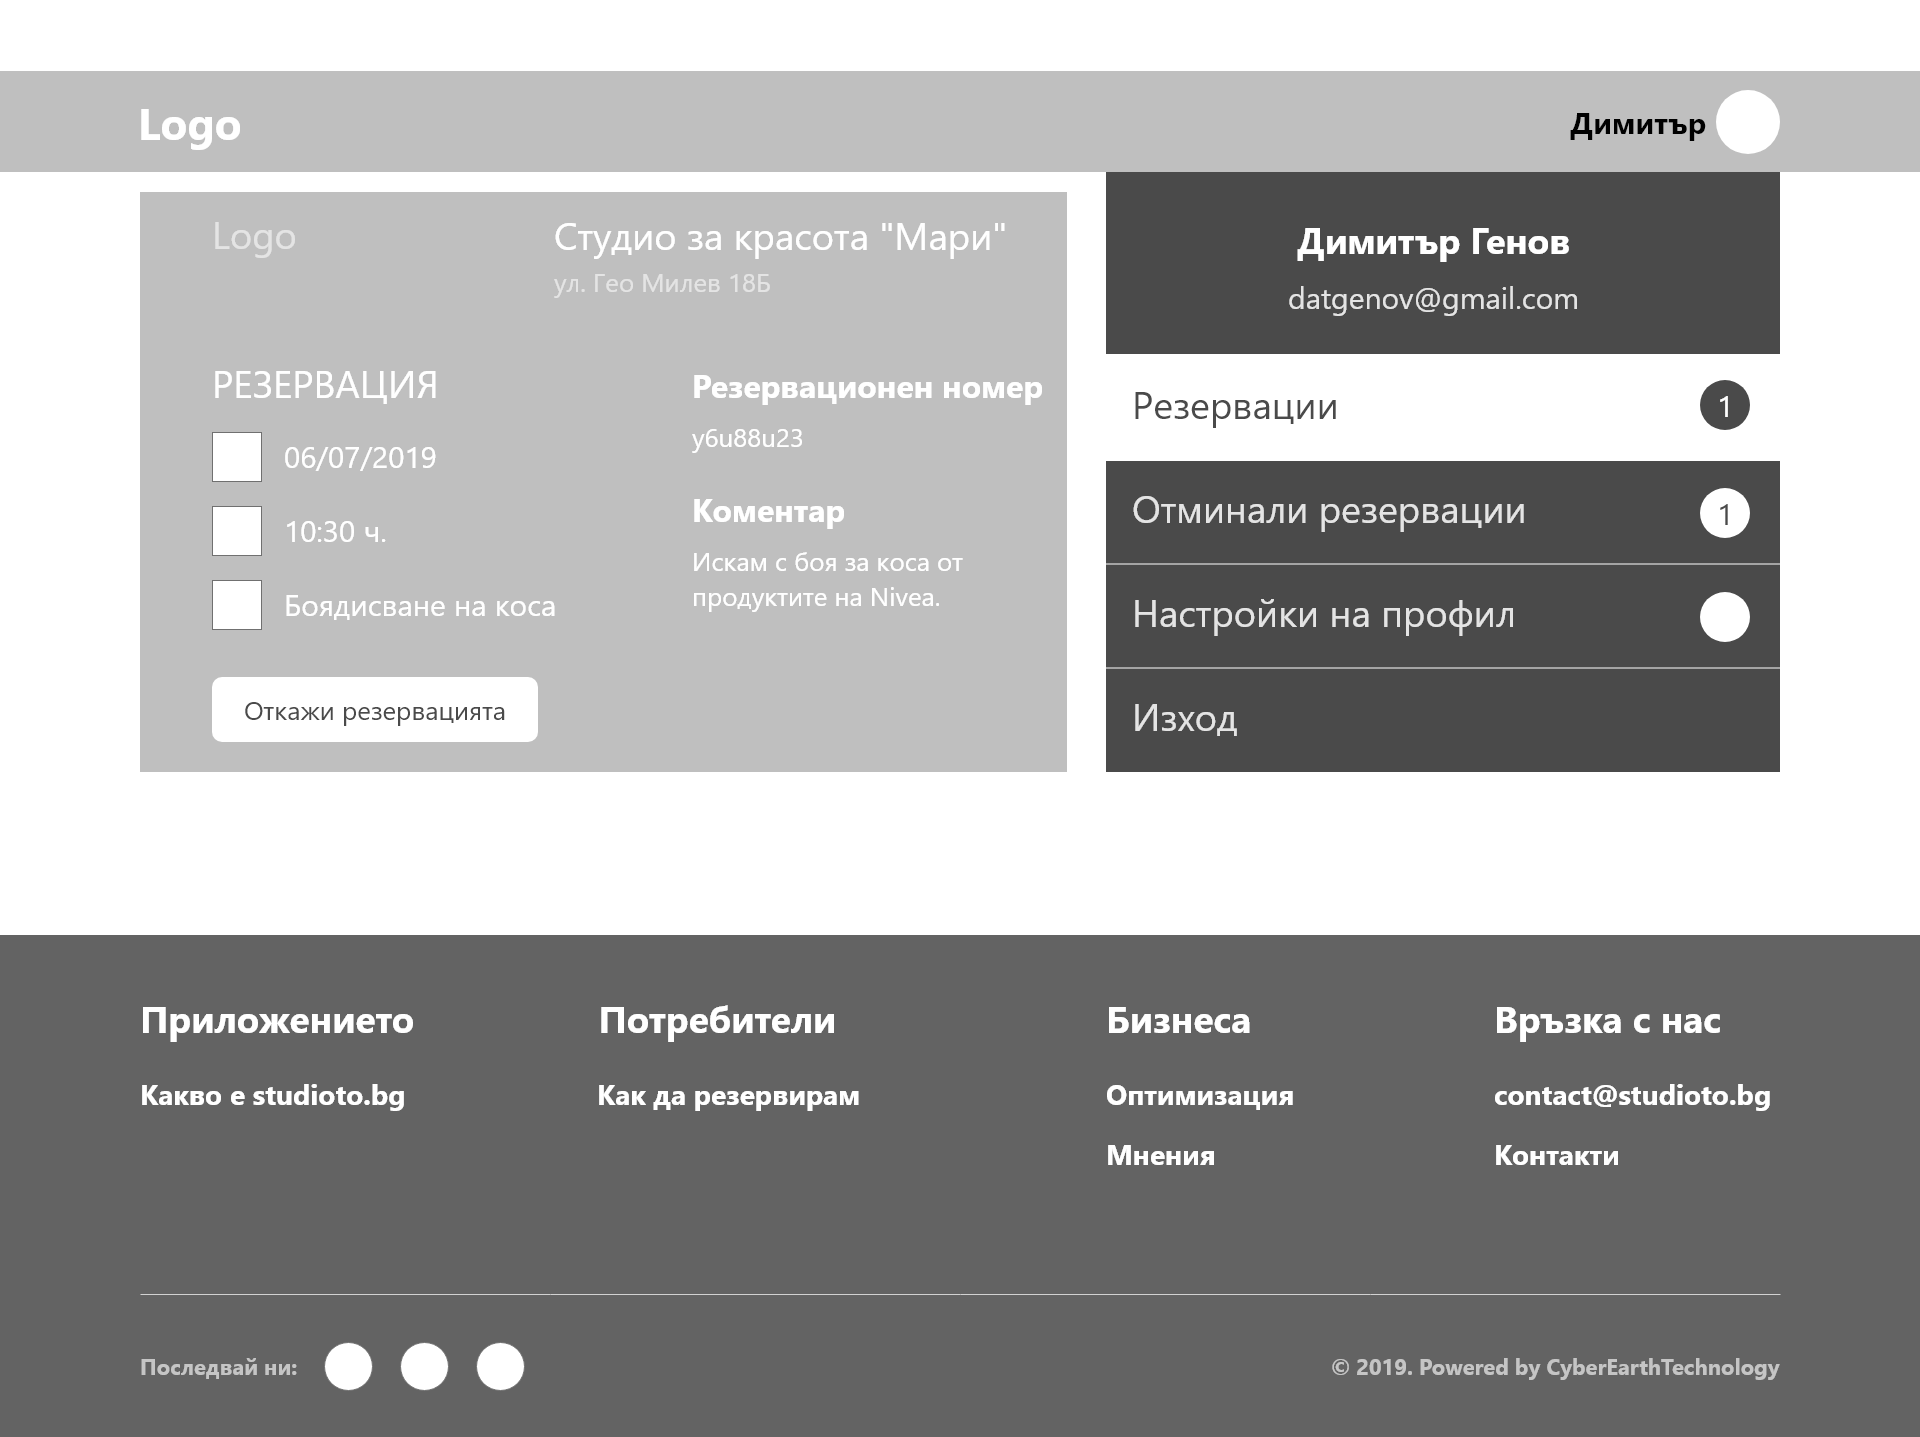 Logo
Димитър
Logo
Студио за красота "Мари"
ул. Гео Милев 18Б
РЕЗЕРВАЦИЯ
06/07/2019
10:30 ч.
Боядисване на коса
Откажи резервацията
Резервационен номер
y6u88u23
Коментар
Искам с боя за коса от
продуктите на Nivea.
Димитър Генов
datgenov@gmail.com
Резервации 1
Отминали резервации 1
Настройки на профил
Изход
Приложението
Какво е studioto.bg
Потребители
Как да резервирам
Бизнеса
Оптимизация
Мнения
Връзка с нас
contact@studioto.bg
Контакти
Последвай ни:
© 2019. Powered by CyberEarthTechnology